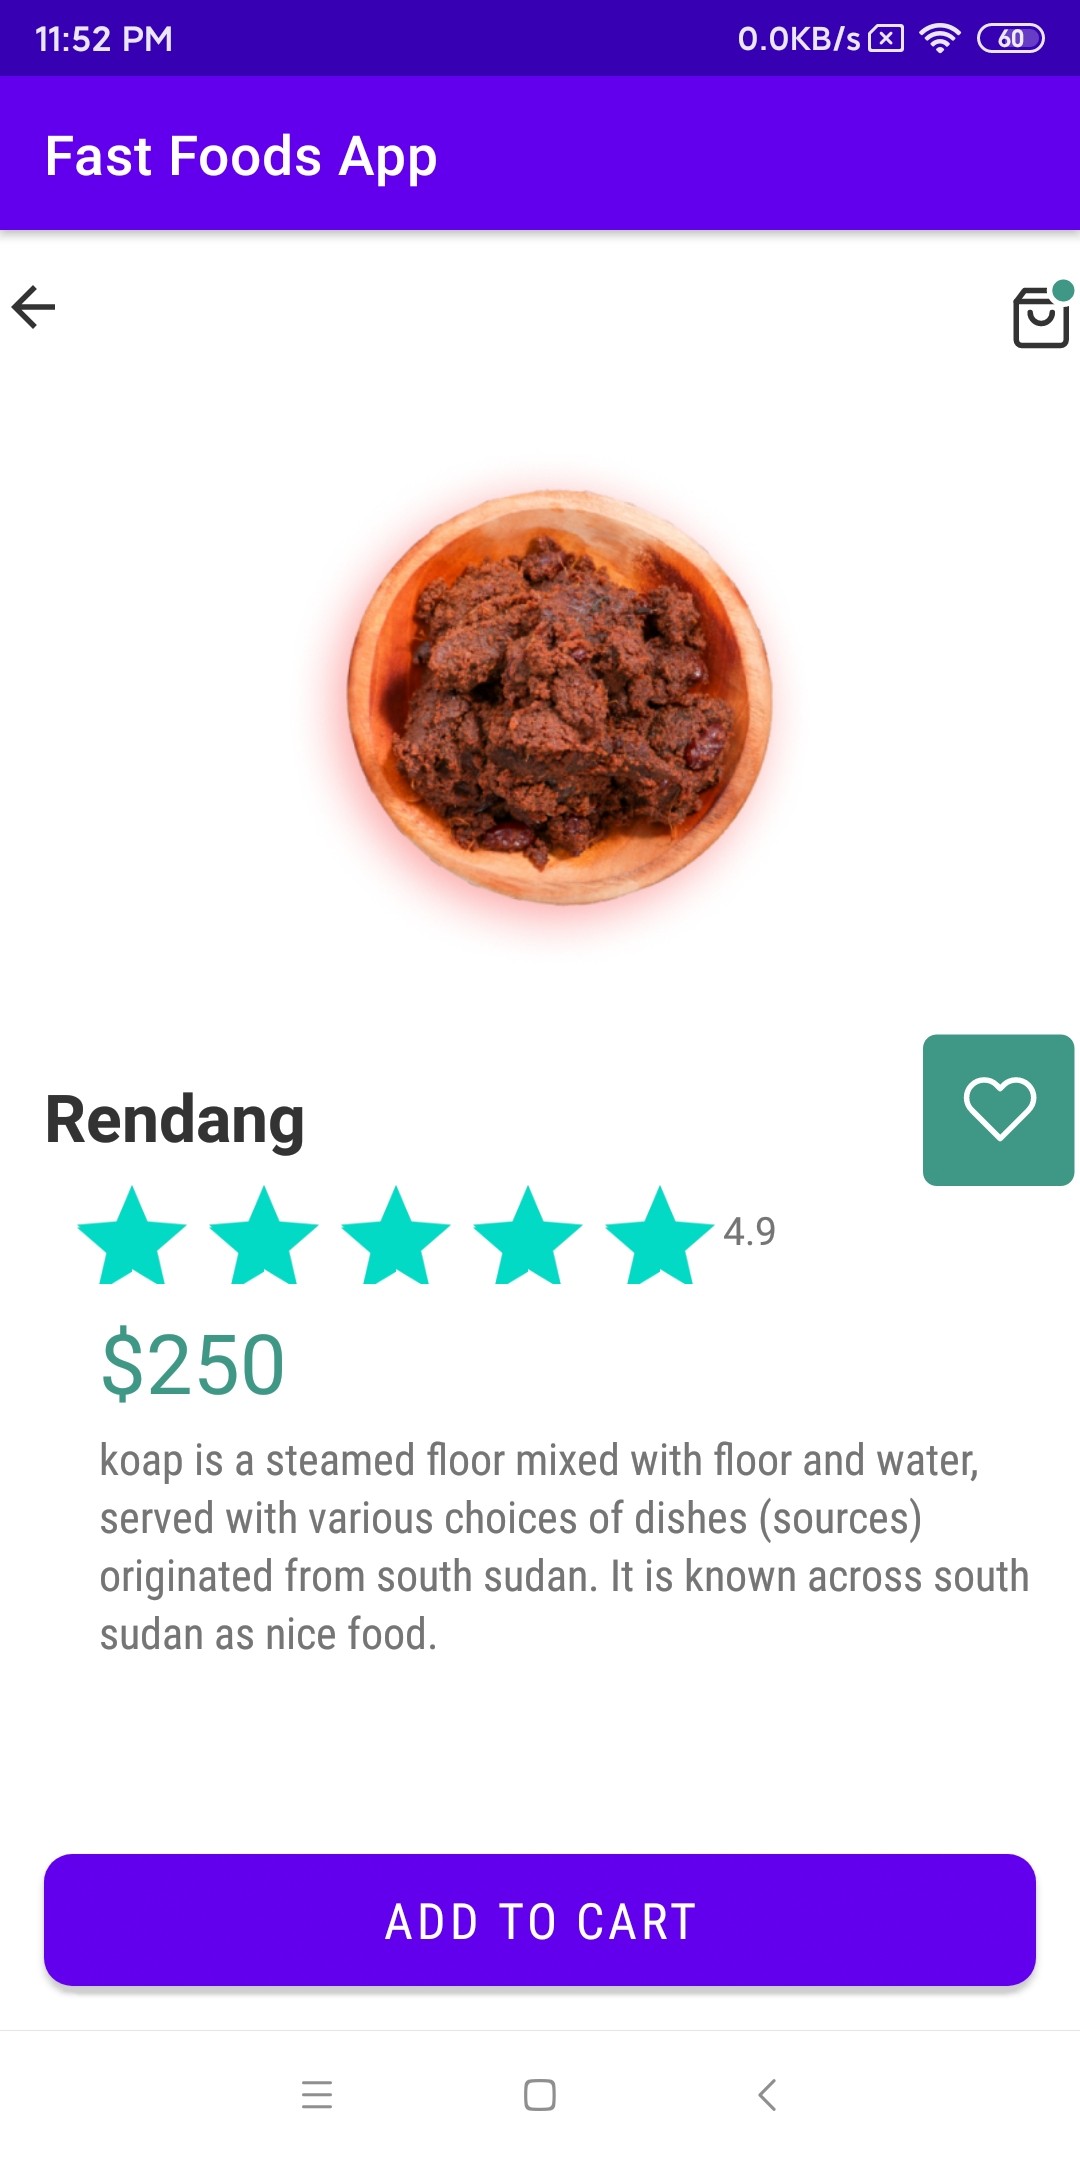 11:52 PM 0.0KB/s 60
Fast Foods App
Rendang
4.9
$250
koap is a steamed floor mixed with floor and water,
served with various choices of dishes (sources)
originated from south sudan. It is known across south
sudan as nice food.
ADD TO CART